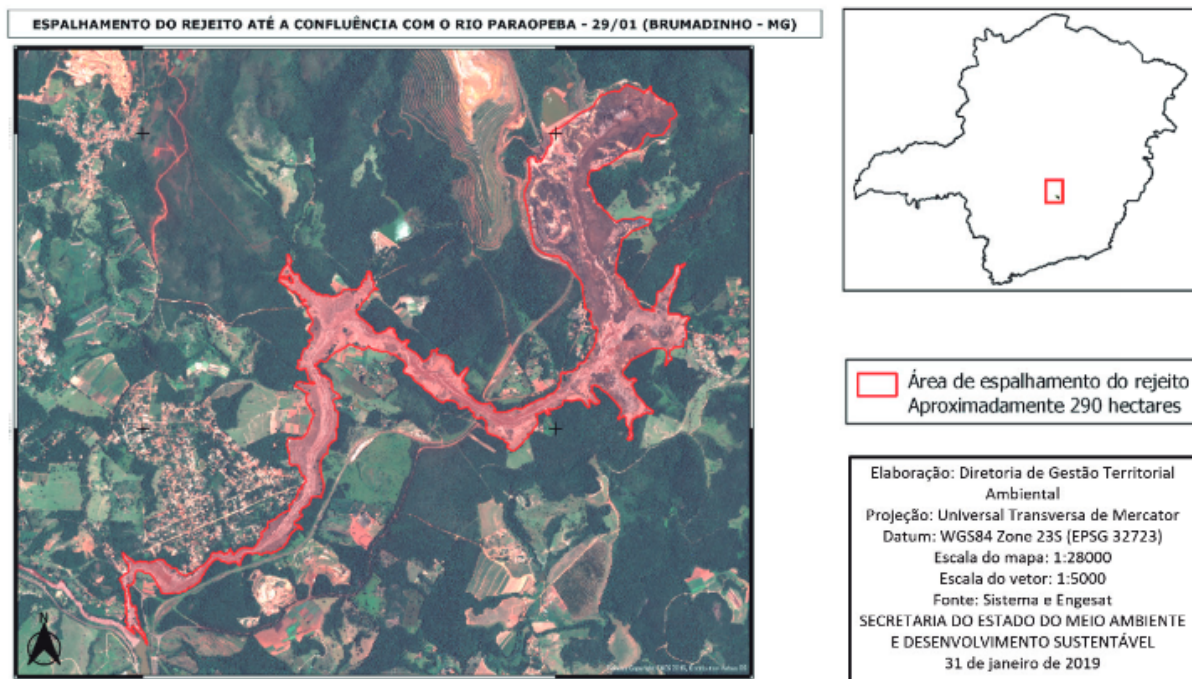 ESPALHAMENTO DO REJEITO ATÉ A CONFLUÊNCIA COM O RIO PARAOPEBA - 29/01 (BRUMADINHO - MG)
N
Área de espalhamento do rejeito
Aproximadamente 290 hectares
Elaboração: Diretoria de Gestão Territorial
Ambiental
Projeção: Universal Transversa de Mercator
Datum: WGS84 Zone 23S (EPSG 32723)
Escala do mapa: 1:28000
Escala do vetor: 1:5000
Fonte: Sistema e Engesat
SECRETARIA DO ESTADO DO MEIO AMBIENTE
E DESENVOLVIMENTO SUSTENTÁVEL
31 de janeiro de 2019